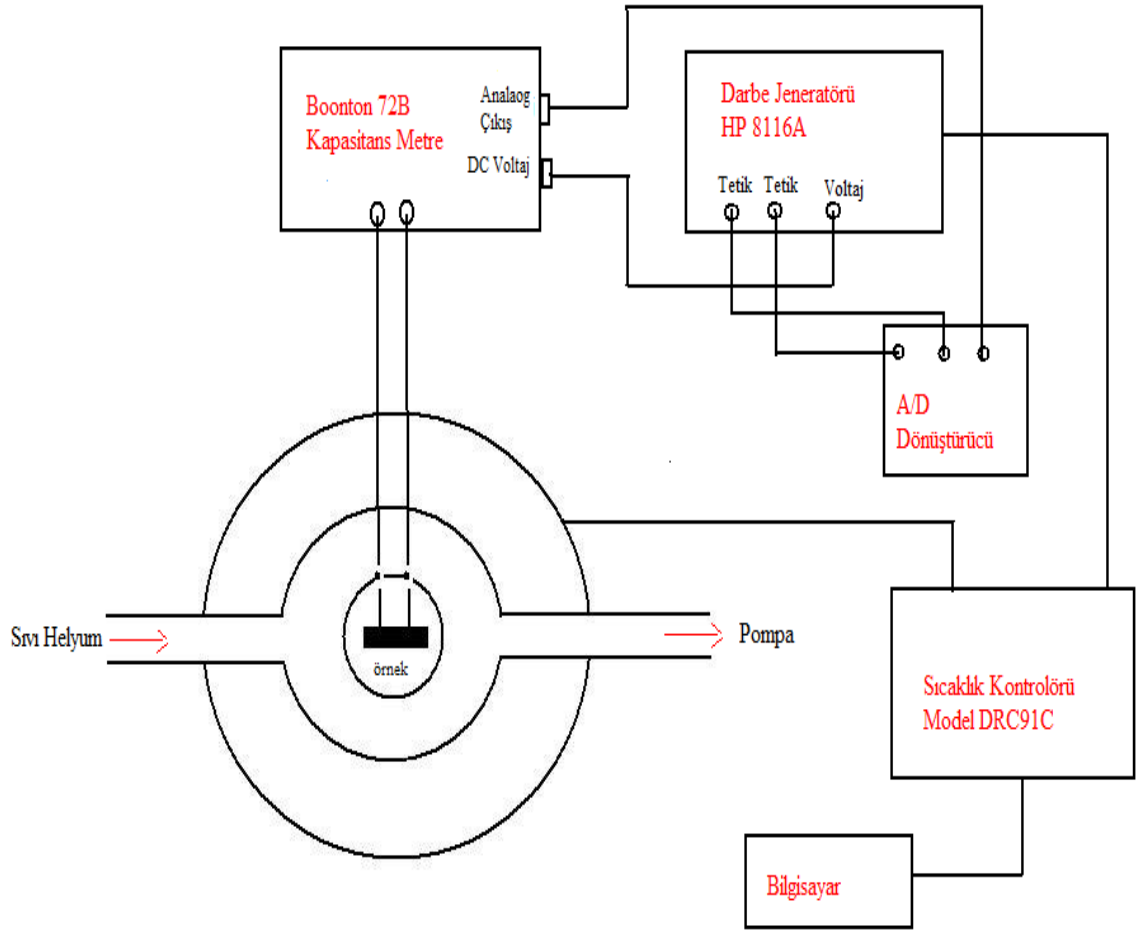 Boonton 72B
Kapasitans Metre
Analaog
Çıkış
DC Voltaj
Darbe Jeneratörü
HP 8116A
Tetik Tetik Voltaj
A/D
Dönüştürücü
Sıvı Helyum
örnek
Pompa
Sıcaklık Kontrolörü
Model DRC91C
Bilgisayar